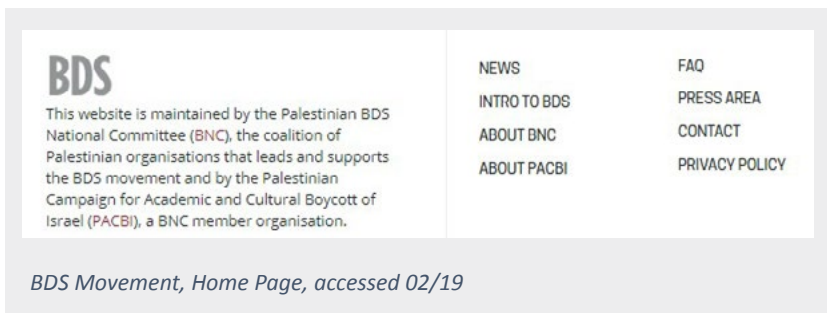 BDS
This website is maintained by the Palestinian BDS
National Committee (BNC), the coalition of
Palestinian organisations that leads and supports
the BDS movement and by the Palestinian
Campaign for Academic and Cultural Boycott of
Israel (PACBI), a BNC member organisation.
NEWS
INTRO TO BDS
ABOUT BNC
ABOUT PACBI
FAQ
PRESS AREA
CONTACT
PRIVACY POLICY
BDS Movement, Home Page, accessed 02/19